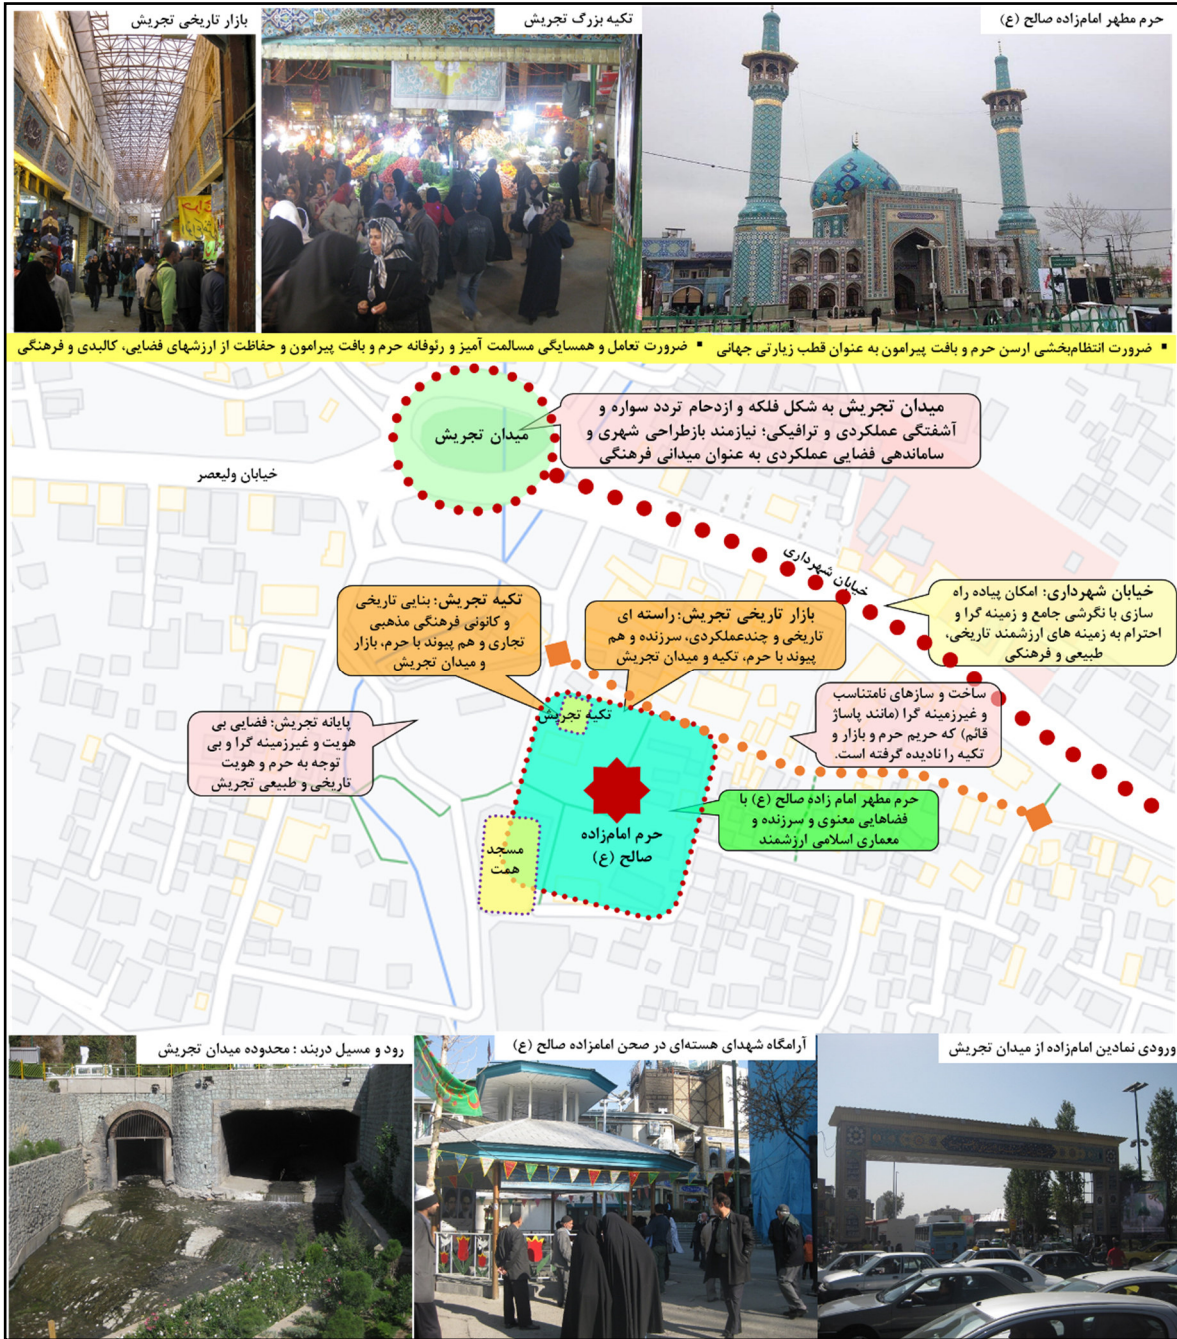 حرم مطهر امام‌زاده صالح (ع)
تکیه بزرگ تجریش
بازار تاریخی تجریش
▪ ضرورت انتظام‌بخشی ارسن حرم و بافت پیرامون به عنوان قطب زیارتی جهانی
▪ ضرورت تعامل و همسایگی مسالمت آمیز و رئوفانه حرم و بافت پیرامون و حفاظت از ارزشهای فضایی، کالبدی و فرهنگی
میدان تجریش به شکل فلکه و ازدحام تردد سواره و
آشفتگی عملکردی و ترافیکی؛ نیازمند بازطراحی شهری و
ساماندهی فضایی عملکردی به عنوان میدانی فرهنگی
میدان تجریش
خیابان ولیعصر
خیابان شهرداری
خیابان شهرداری: امکان پیاده راه
سازی با نگرشی جامع و زمینه گرا و
احترام به زمینه های ارزشمند تاریخی،
طبیعی و فرهنگی
بازار تاریخی تجریش: راسته ای
تاریخی و چندعملکردی، سرزنده و هم
پیوند با حرم، تکیه و میدان تجریش
تکیه تجریش: بنایی تاریخی
و کانونی فرهنگی مذهبی
تجاری و هم پیوند با حرم، بازار
و میدان تجریش
ساخت و سازهای نامتناسب
و غیرزمینه گرا (مانند پاساژ
قائم) که حریم حرم و بازار و
تکیه را نادیده گرفته است.
تکیه تجریش
پایانه تجریش: فضایی بی
هویت و غیرزمینه گرا و بی
توجه به حرم و هویت
تاریخی و طبیعی تجریش
حرم مطهر امام زاده صالح (ع) با
فضاهایی معنوی و سرزنده و
معماری اسلامی ارزشمند
حرم امام‌زاده
صالح (ع)
مسجد
همت
ورودی نمادین امام‌زاده از میدان تجریش
آرامگاه شهدای هسته‌ای در صحن امامزاده صالح (ع)
رود و مسیل دربند : محدوده میدان تجریش